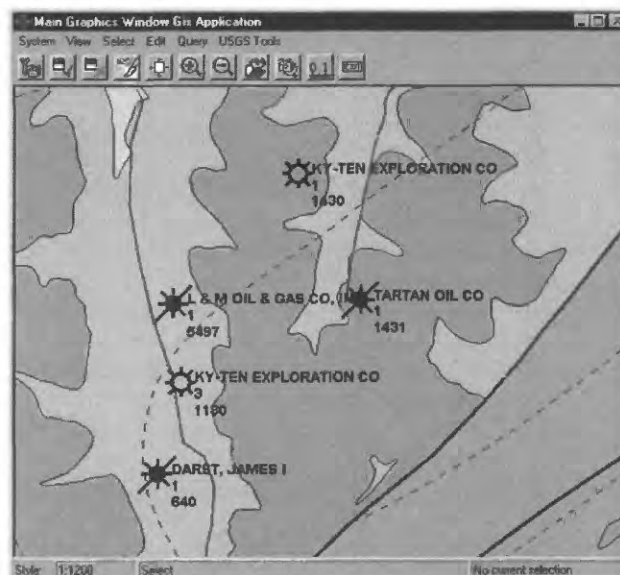 Main Graphics Window Gis Application
System View Select Edit Query USGS Tools
KY-TEN EXPLORATION CO
1
1630
L & M OIL & GAS CO,
1
5497
TARTAN OIL CO
1
1431
KY-TEN EXPLORATION CO
3
1180
DARST, JAMES I
1
640
Style: 1:1200 Select No current selection